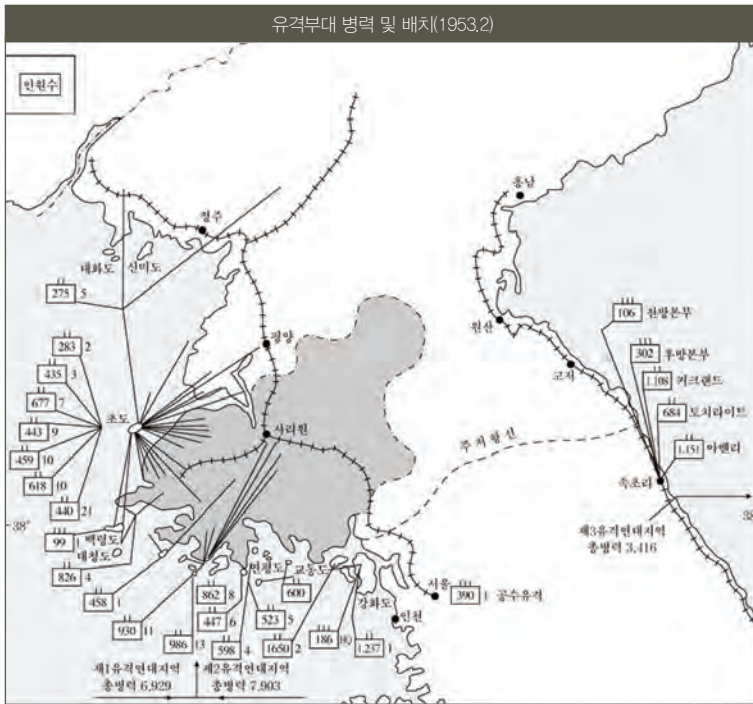 유격부대 병력 및 배치(1953.2)
인원수
흥남
정주
대화도 신미도
275 5
106 전방본부
원산
283 2
302 후방본부
평양
435 3
고저
1.108 커크랜드
677 7
초도
684 토치라이트
443 9
사리원
주저항선
1.151 아벤리
459 10
618 10
속초리
440 21
38°
38
99 1
백령도
제3유격연대지역
총병력 3,416
대청도
826 4
연평도
교동도
862 8
600
서울
390 1 공수유격
458 1
강화도
447 6
523 5
인천
930 11
986 13
598 4
1650 2
186 HQ
1.237 1
제1유격연대지역
총병력 6,929
제2유격연대지역
총병력 7,903